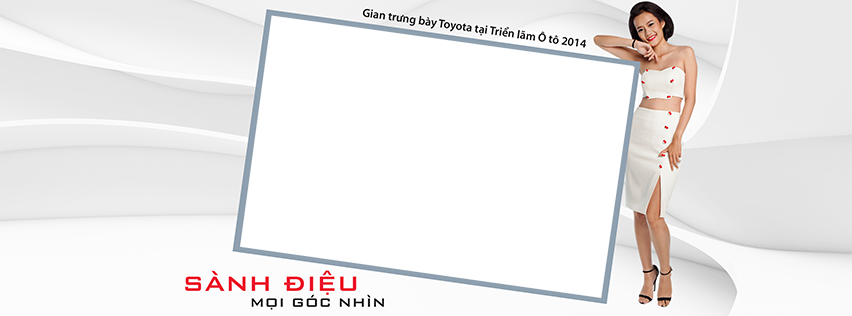 Gian trưng bày Toyota tại Triển lãm Ô tô 2014
SÀNH ĐIỆU
MỌI GÓC NHÌN